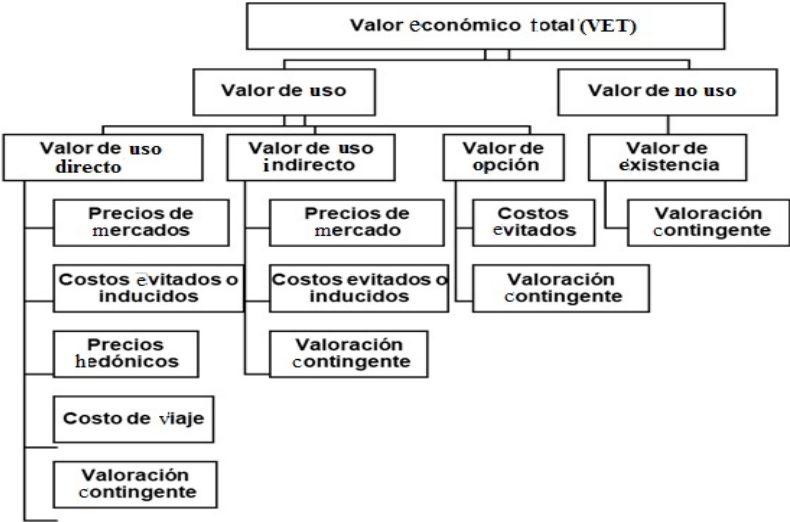 Valor económico total (VET)
Valor de uso
Valor de no uso
Valor de uso
directo
Valor de uso
indirecto
Valor de
opción
Valor de
existencia
Precios de
mercados
Precios de
mercado
Costos
evitados
Valoración
contingente
Costos evitados o
inducidos
Costos evitados o
inducidos
Valoración
contingente
Precios
hedónicos
Valoración
contingente
Costo de viaje
Valoración
contingente